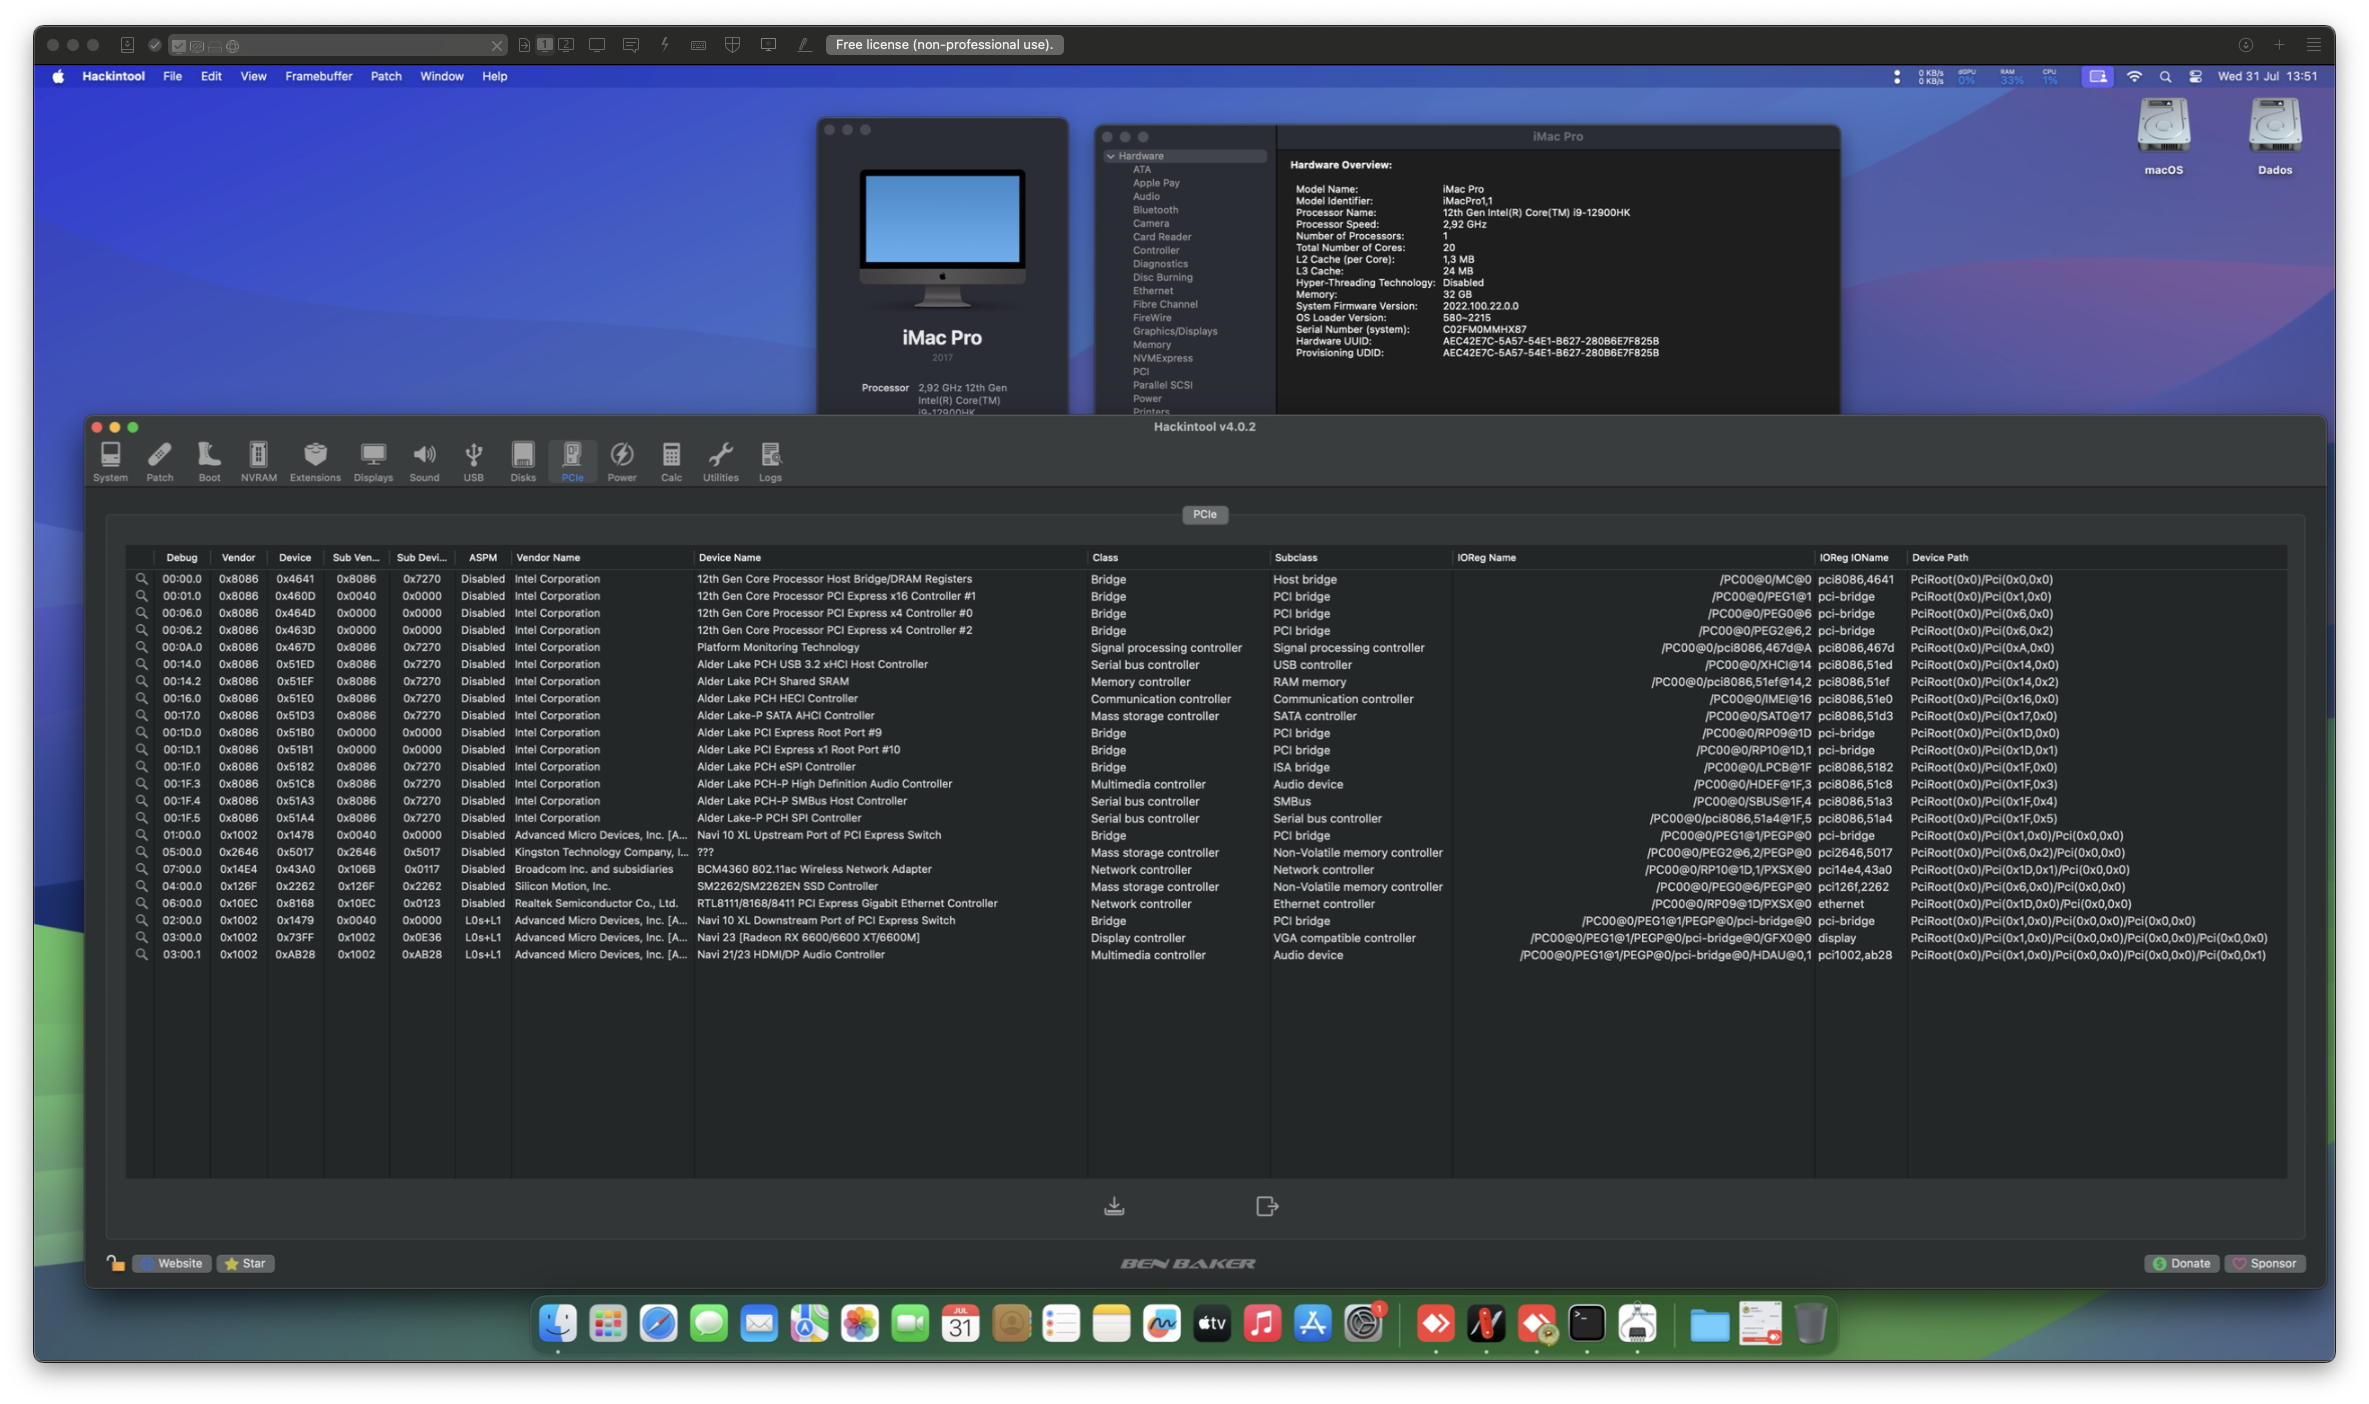 1 2 Free license (non-professional use).
Hackintool File Edit View Framebuffer Patch Window Help 0 KB/s 0 KB/s dGPU 0% RAM 33% CPU 1% Wed 31 Jul 13:51
macOS Dados
iMac Pro
2017
Processor 2,92 GHz 12th Gen
Intel(R) Core(TM)
i9-12900HK
iMac Pro
Hardware
ATA
Apple Pay
Audio
Bluetooth
Camera
Card Reader
Controller
Diagnostics
Disc Burning
Ethernet
Fibre Channel
FireWire
Graphics/Displays
Memory
NVMExpress
PCI
Parallel SCSI
Power
Printers
Hardware Overview:
Model Name: iMac Pro
Model Identifier: iMacPro1,1
Processor Name: 12th Gen Intel(R) Core(TM) i9-12900HK
Processor Speed: 2,92 GHz
Number of Processors: 1
Total Number of Cores: 20
L2 Cache (per Core): 1,3 MB
L3 Cache: 24 MB
Hyper-Threading Technology: Disabled
Memory: 32 GB
System Firmware Version: 2022.100.22.0.0
OS Loader Version: 580~2215
Serial Number (system): C02FM0MMHX87
Hardware UUID: AEC42E7C-5A57-54E1-B627-280B6E7F825B
Provisioning UDID: AEC42E7C-5A57-54E1-B627-280B6E7F825B
Hackintool v4.0.2
System Patch Boot NVRAM Extensions Displays Sound USB Disks PCIe Power Calc Utilities Logs
PCIe
Debug Vendor Device Sub Ven... Sub Devi... ASPM Vendor Name Device Name Class Subclass IOReg Name IOReg IOName Device Path
00:00.0 0x8086 0x4641 0x8086 0x7270 Disabled Intel Corporation 12th Gen Core Processor Host Bridge/DRAM Registers Bridge Host bridge /PC00@0/MC@0 pci8086,4641 PciRoot(0x0)/Pci(0x0,0x0)
00:01.0 0x8086 0x460D 0x0040 0x0000 Disabled Intel Corporation 12th Gen Core Processor PCI Express x16 Controller #1 Bridge PCI bridge /PC00@0/PEG1@1 pci-bridge PciRoot(0x0)/Pci(0x1,0x0)
00:06.0 0x8086 0x464D 0x0000 0x0000 Disabled Intel Corporation 12th Gen Core Processor PCI Express x4 Controller #0 Bridge PCI bridge /PC00@0/PEG0@6 pci-bridge PciRoot(0x0)/Pci(0x6,0x0)
00:06.2 0x8086 0x463D 0x0000 0x0000 Disabled Intel Corporation 12th Gen Core Processor PCI Express x4 Controller #2 Bridge PCI bridge /PC00@0/PEG2@6,2 pci-bridge PciRoot(0x0)/Pci(0x6,0x2)
00:0A.0 0x8086 0x467D 0x8086 0x7270 Disabled Intel Corporation Platform Monitoring Technology Signal processing controller Signal processing controller /PC00@0/pci8086,467d@A pci8086,467d PciRoot(0x0)/Pci(0xA,0x0)
00:14.0 0x8086 0x51ED 0x8086 0x7270 Disabled Intel Corporation Alder Lake PCH USB 3.2 xHCI Host Controller Serial bus controller USB controller /PC00@0/XHCI@14 pci8086,51ed PciRoot(0x0)/Pci(0x14,0x0)
00:14.2 0x8086 0x51EF 0x8086 0x7270 Disabled Intel Corporation Alder Lake PCH Shared SRAM Memory controller RAM memory /PC00@0/pci8086,51ef@14,2 pci8086,51ef PciRoot(0x0)/Pci(0x14,0x2)
00:16.0 0x8086 0x51E0 0x8086 0x7270 Disabled Intel Corporation Alder Lake PCH HECI Controller Communication controller Communication controller /PC00@0/IMEI@16 pci8086,51e0 PciRoot(0x0)/Pci(0x16,0x0)
00:17.0 0x8086 0x51D3 0x8086 0x7270 Disabled Intel Corporation Alder Lake-P SATA AHCI Controller Mass storage controller SATA controller /PC00@0/SAT0@17 pci8086,51d3 PciRoot(0x0)/Pci(0x17,0x0)
00:1D.0 0x8086 0x51B0 0x0000 0x0000 Disabled Intel Corporation Alder Lake PCI Express Root Port #9 Bridge PCI bridge /PC00@0/RP09@1D pci-bridge PciRoot(0x0)/Pci(0x1D,0x0)
00:1D.1 0x8086 0x51B1 0x0000 0x0000 Disabled Intel Corporation Alder Lake PCI Express x1 Root Port #10 Bridge PCI bridge /PC00@0/RP10@1D,1 pci-bridge PciRoot(0x0)/Pci(0x1D,0x1)
00:1F.0 0x8086 0x5182 0x8086 0x7270 Disabled Intel Corporation Alder Lake PCH eSPI Controller Bridge ISA bridge /PC00@0/LPCB@1F pci8086,5182 PciRoot(0x0)/Pci(0x1F,0x0)
00:1F.3 0x8086 0x51C8 0x8086 0x7270 Disabled Intel Corporation Alder Lake PCH-P High Definition Audio Controller Multimedia controller Audio device /PC00@0/HDEF@1F,3 pci8086,51c8 PciRoot(0x0)/Pci(0x1F,0x3)
00:1F.4 0x8086 0x51A3 0x8086 0x7270 Disabled Intel Corporation Alder Lake PCH-P SMBus Host Controller Serial bus controller SMBus /PC00@0/SBUS@1F,4 pci8086,51a3 PciRoot(0x0)/Pci(0x1F,0x4)
00:1F.5 0x8086 0x51A4 0x8086 0x7270 Disabled Intel Corporation Alder Lake-P PCH SPI Controller Serial bus controller Serial bus controller /PC00@0/pci8086,51a4@1F,5 pci8086,51a4 PciRoot(0x0)/Pci(0x1F,0x5)
01:00.0 0x1002 0x1478 0x0040 0x0000 Disabled Advanced Micro Devices, Inc. [A... Navi 10 XL Upstream Port of PCI Express Switch Bridge PCI bridge /PC00@0/PEG1@1/PEGP@0 pci-bridge PciRoot(0x0)/Pci(0x1,0x0)/Pci(0x0,0x0)
05:00.0 0x2646 0x5017 0x2646 0x5017 Disabled Kingston Technology Company, I... ??? Mass storage controller Non-Volatile memory controller /PC00@0/PEG2@6,2/PEGP@0 pci2646,5017 PciRoot(0x0)/Pci(0x6,0x2)/Pci(0x0,0x0)
07:00.0 0x14E4 0x43A0 0x106B 0x0117 Disabled Broadcom Inc. and subsidiaries BCM4360 802.11ac Wireless Network Adapter Network controller Network controller /PC00@0/RP10@1D,1/PXSX@0 pci14e4,43a0 PciRoot(0x0)/Pci(0x1D,0x1)/Pci(0x0,0x0)
04:00.0 0x126F 0x2262 0x126F 0x2262 Disabled Silicon Motion, Inc. SM2262/SM2262EN SSD Controller Mass storage controller Non-Volatile memory controller /PC00@0/PEG0@6/PEGP@0 pci126f,2262 PciRoot(0x0)/Pci(0x6,0x0)/Pci(0x0,0x0)
06:00.0 0x10EC 0x8168 0x10EC 0x0123 Disabled Realtek Semiconductor Co., Ltd. RTL8111/8168/8411 PCI Express Gigabit Ethernet Controller Network controller Ethernet controller /PC00@0/RP09@1D/PXSX@0 ethernet PciRoot(0x0)/Pci(0x1D,0x0)/Pci(0x0,0x0)
02:00.0 0x1002 0x1479 0x0040 0x0000 L0s+L1 Advanced Micro Devices, Inc. [A... Navi 10 XL Downstream Port of PCI Express Switch Bridge PCI bridge /PC00@0/PEG1@1/PEGP@0/pci-bridge@0 pci-bridge PciRoot(0x0)/Pci(0x1,0x0)/Pci(0x0,0x0)/Pci(0x0,0x0)
03:00.0 0x1002 0x73FF 0x1002 0x0E36 L0s+L1 Advanced Micro Devices, Inc. [A... Navi 23 [Radeon RX 6600/6600 XT/6600M] Display controller VGA compatible controller /PC00@0/PEG1@1/PEGP@0/pci-bridge@0/GFX0@0 display PciRoot(0x0)/Pci(0x1,0x0)/Pci(0x0,0x0)/Pci(0x0,0x0)/Pci(0x0,0x0)
03:00.1 0x1002 0xAB28 0x1002 0xAB28 L0s+L1 Advanced Micro Devices, Inc. [A... Navi 21/23 HDMI/DP Audio Controller Multimedia controller Audio device /PC00@0/PEG1@1/PEGP@0/pci-bridge@0/HDAU@0,1 pci1002,ab28 PciRoot(0x0)/Pci(0x1,0x0)/Pci(0x0,0x0)/Pci(0x0,0x0)/Pci(0x0,0x1)
Website Star BEN BAKER Donate Sponsor
JUL
31 tv 1